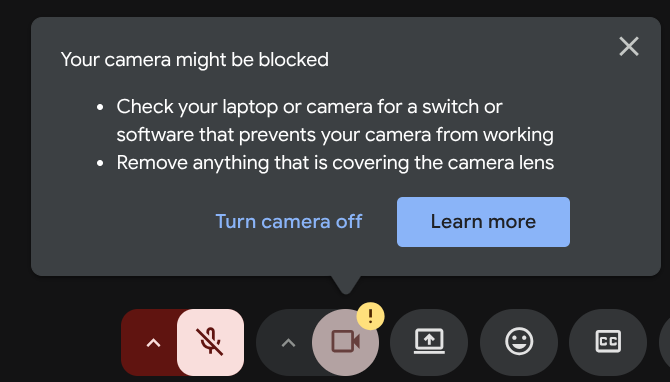 Your camera might be blocked
• Check your laptop or camera for a switch or
software that prevents your camera from working
• Remove anything that is covering the camera lens
Turn camera off
Learn more
!
CC